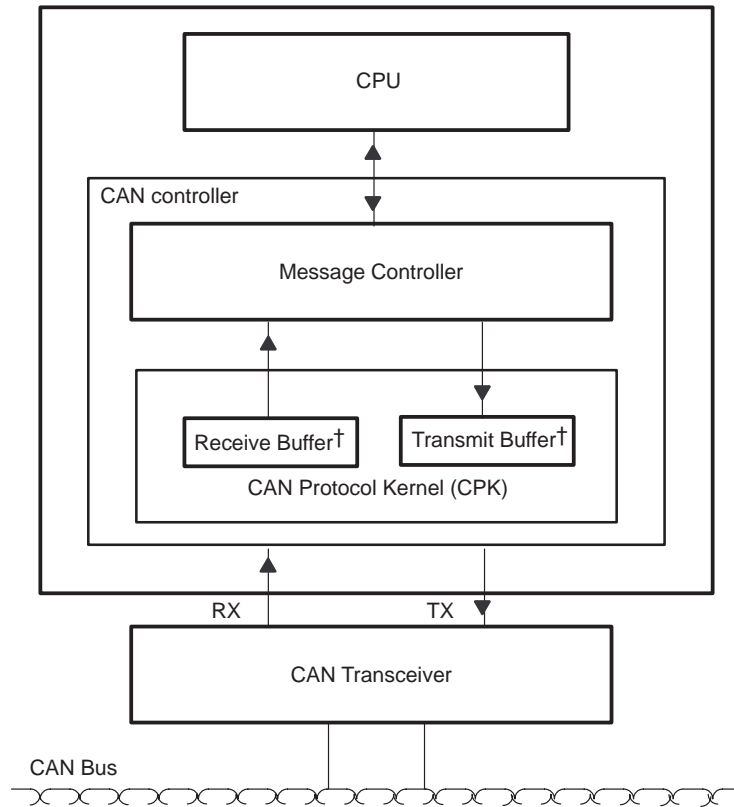 CPU
CAN controller
Message Controller
Receive Buffer†
Transmit Buffer†
CAN Protocol Kernel (CPK)
RX
TX
CAN Transceiver
CAN Bus